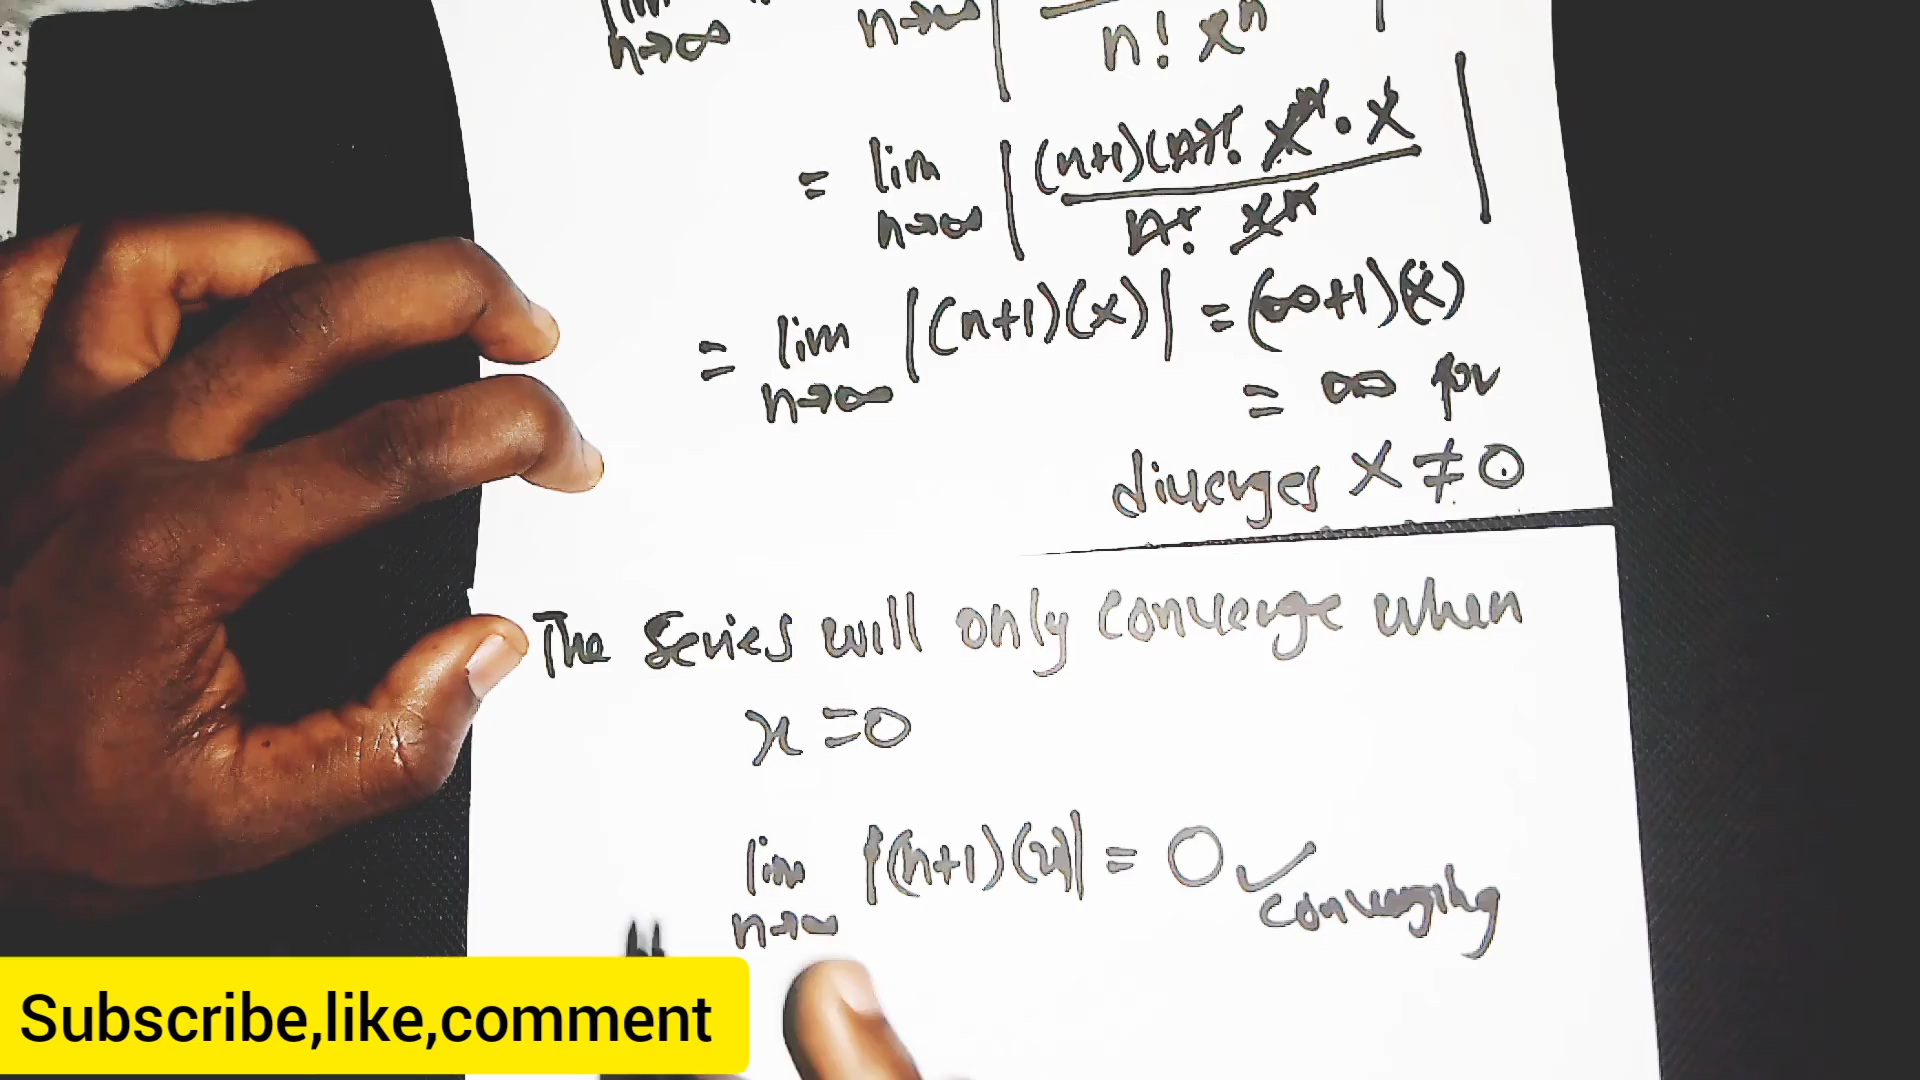 lim
n→∞ n→∞ | n! xⁿ |
= lim | (n+1)(n)! xⁿ · x |
n→∞ n! xⁿ
= lim |(n+1)(x)| = (∞+1)(x)
n→∞ = ∞ for
diverges x ≠ 0
The series will only converge when
x = 0
lim |(n+1)(x)| = 0 ✓
n→∞ converging
Subscribe,like,comment